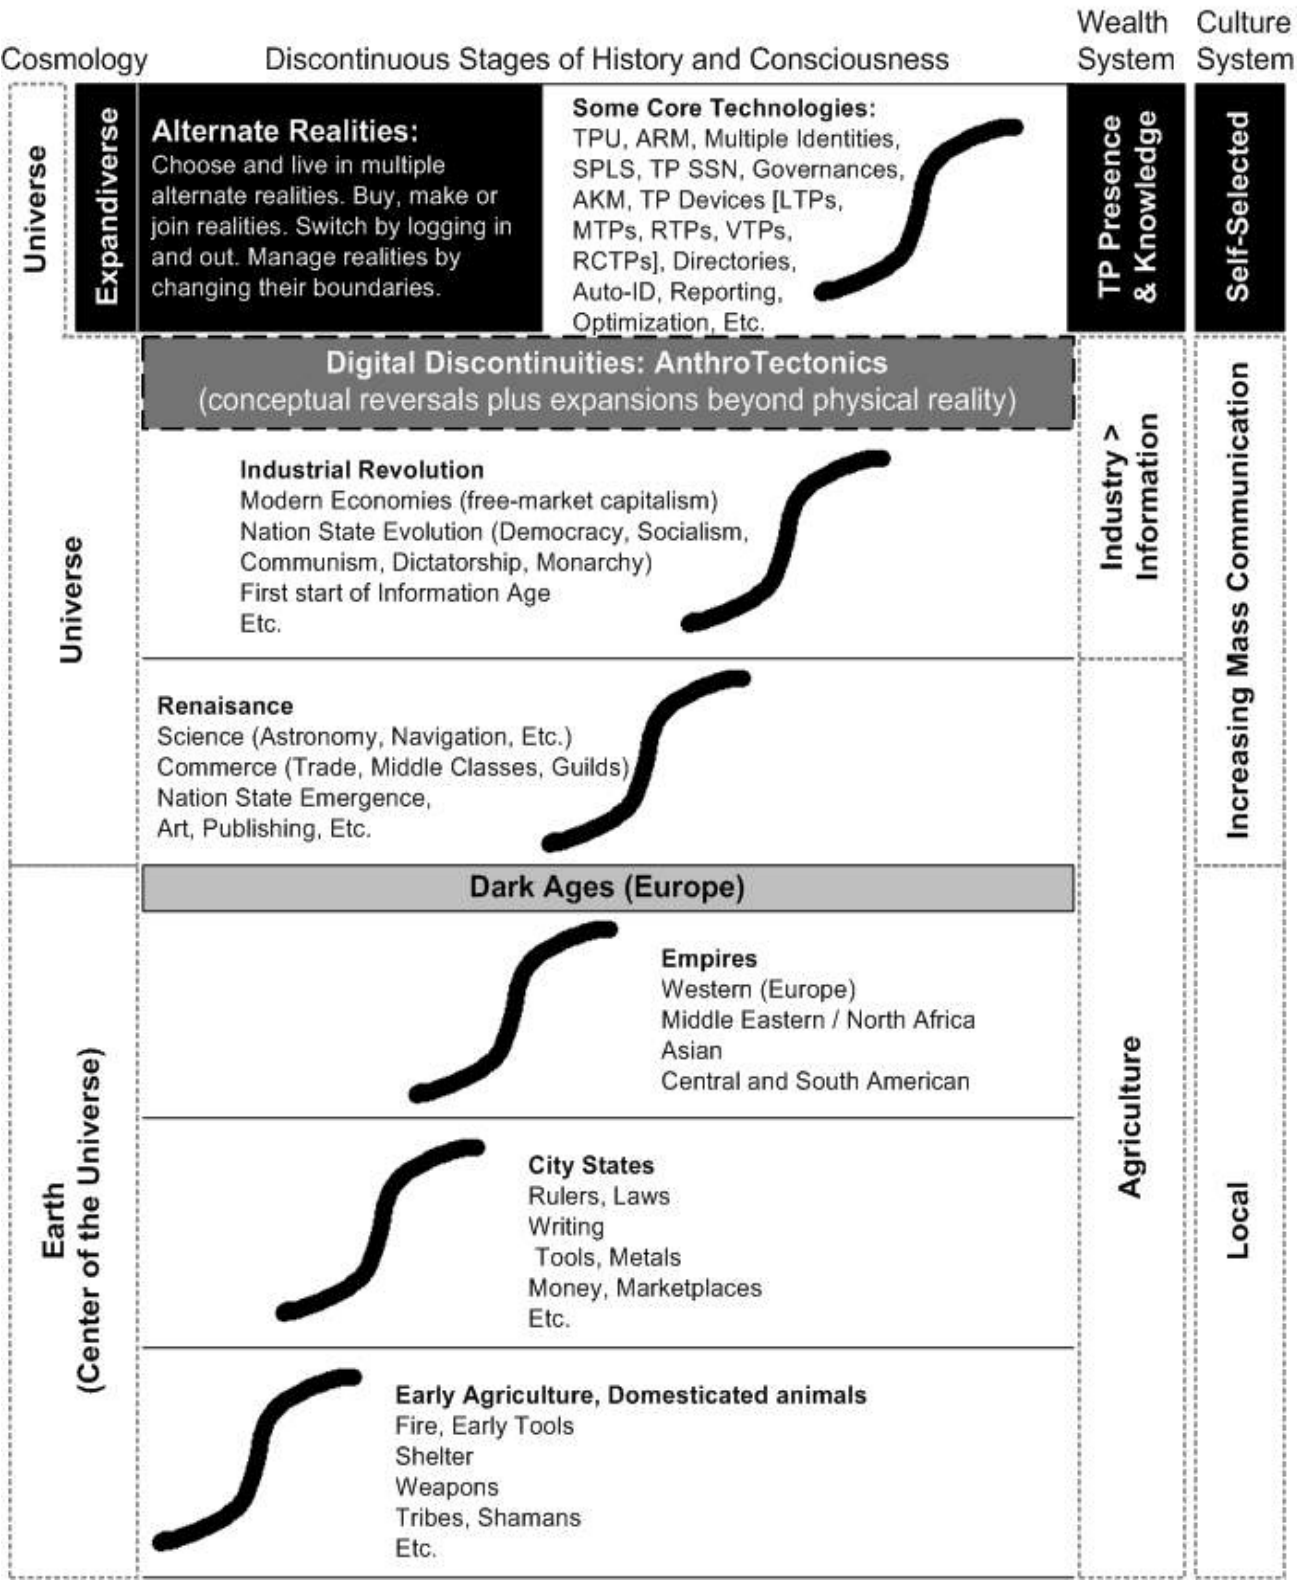 Cosmology
Discontinuous Stages of History and Consciousness
Wealth
System
Culture
System
Universe
Expandiverse
Alternate Realities:
Choose and live in multiple
alternate realities. Buy, make or
join realities. Switch by logging in
and out. Manage realities by
changing their boundaries.
Some Core Technologies:
TPU, ARM, Multiple Identities,
SPLS, TP SSN, Governances,
AKM, TP Devices [LTPs,
MTPs, RTPs, VTPs,
RCTPs], Directories,
Auto-ID, Reporting,
Optimization, Etc.
TP Presence
& Knowledge
Self-Selected
Universe
Digital Discontinuities: AnthroTectonics
(conceptual reversals plus expansions beyond physical reality)
Industrial Revolution
Modern Economies (free-market capitalism)
Nation State Evolution (Democracy, Socialism,
Communism, Dictatorship, Monarchy)
First start of Information Age
Etc.
Industry >
Information
Increasing Mass Communication
Renaisance
Science (Astronomy, Navigation, Etc.)
Commerce (Trade, Middle Classes, Guilds)
Nation State Emergence,
Art, Publishing, Etc.
Dark Ages (Europe)
Earth
(Center of the Universe)
Empires
Western (Europe)
Middle Eastern / North Africa
Asian
Central and South American
Agriculture
Local
City States
Rulers, Laws
Writing
Tools, Metals
Money, Marketplaces
Etc.
Early Agriculture, Domesticated animals
Fire, Early Tools
Shelter
Weapons
Tribes, Shamans
Etc.